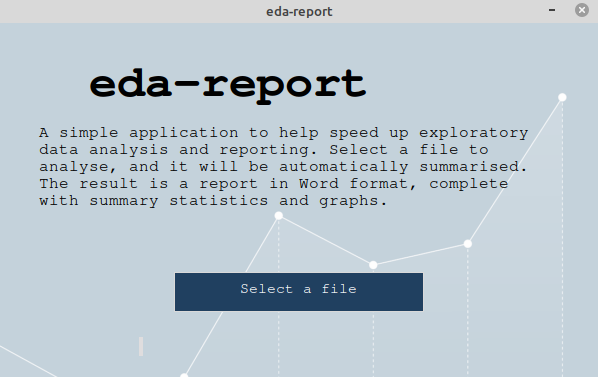 eda-report
eda-report
A simple application to help speed up exploratory
data analysis and reporting. Select a file to
analyse, and it will be automatically summarised.
The result is a report in Word format, complete
with summary statistics and graphs.
Select a file